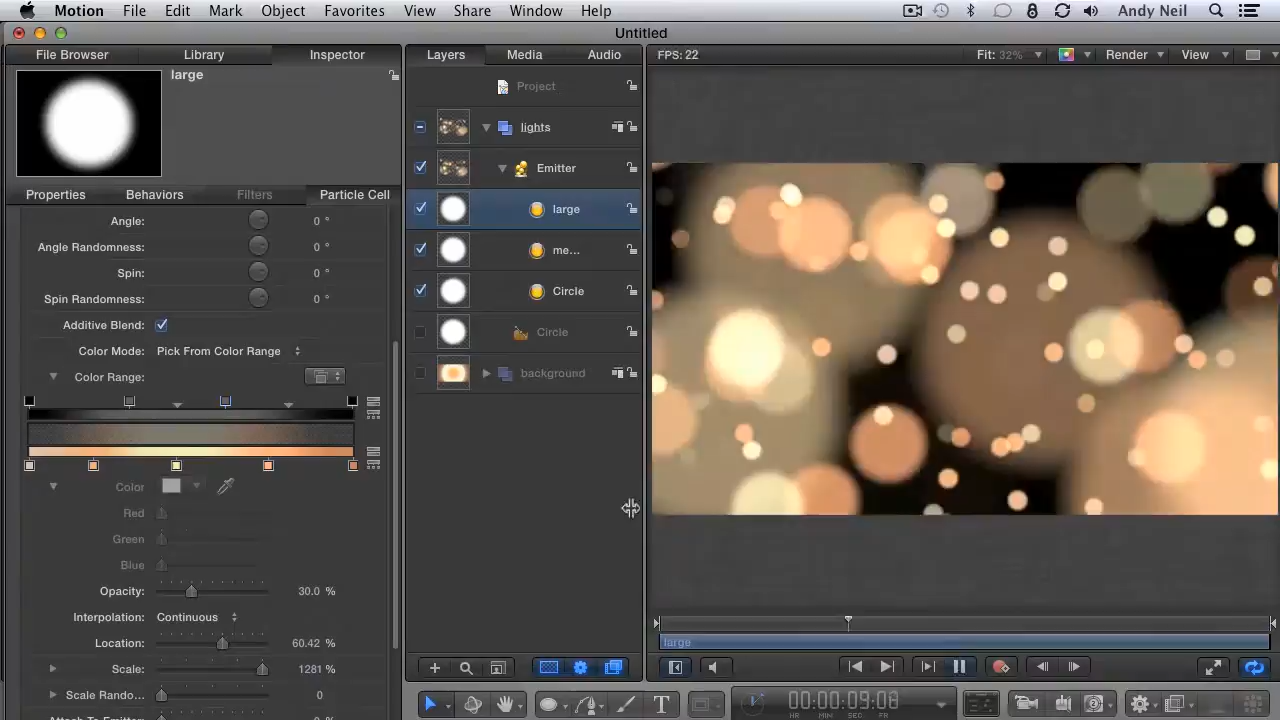 Motion File Edit Mark Object Favorites View Share Window Help Andy Neil
Untitled
File Browser Library Inspector
Layers Media Audio
FPS: 22 Fit: 32% Render View
large
Project
lights
Emitter
large
me...
Circle
Circle
background
Properties Behaviors Filters Particle Cell
Angle: 0 °
Angle Randomness: 0 °
Spin: 0 °
Spin Randomness: 0 °
Additive Blend:
Color Mode: Pick From Color Range
Color Range:
Color
Red
Green
Blue
Opacity: 30.0 %
Interpolation: Continuous
Location: 60.42 %
Scale: 1281 %
Scale Rando... 0
large
T
00:00:09:08
HR MIN SEC FR